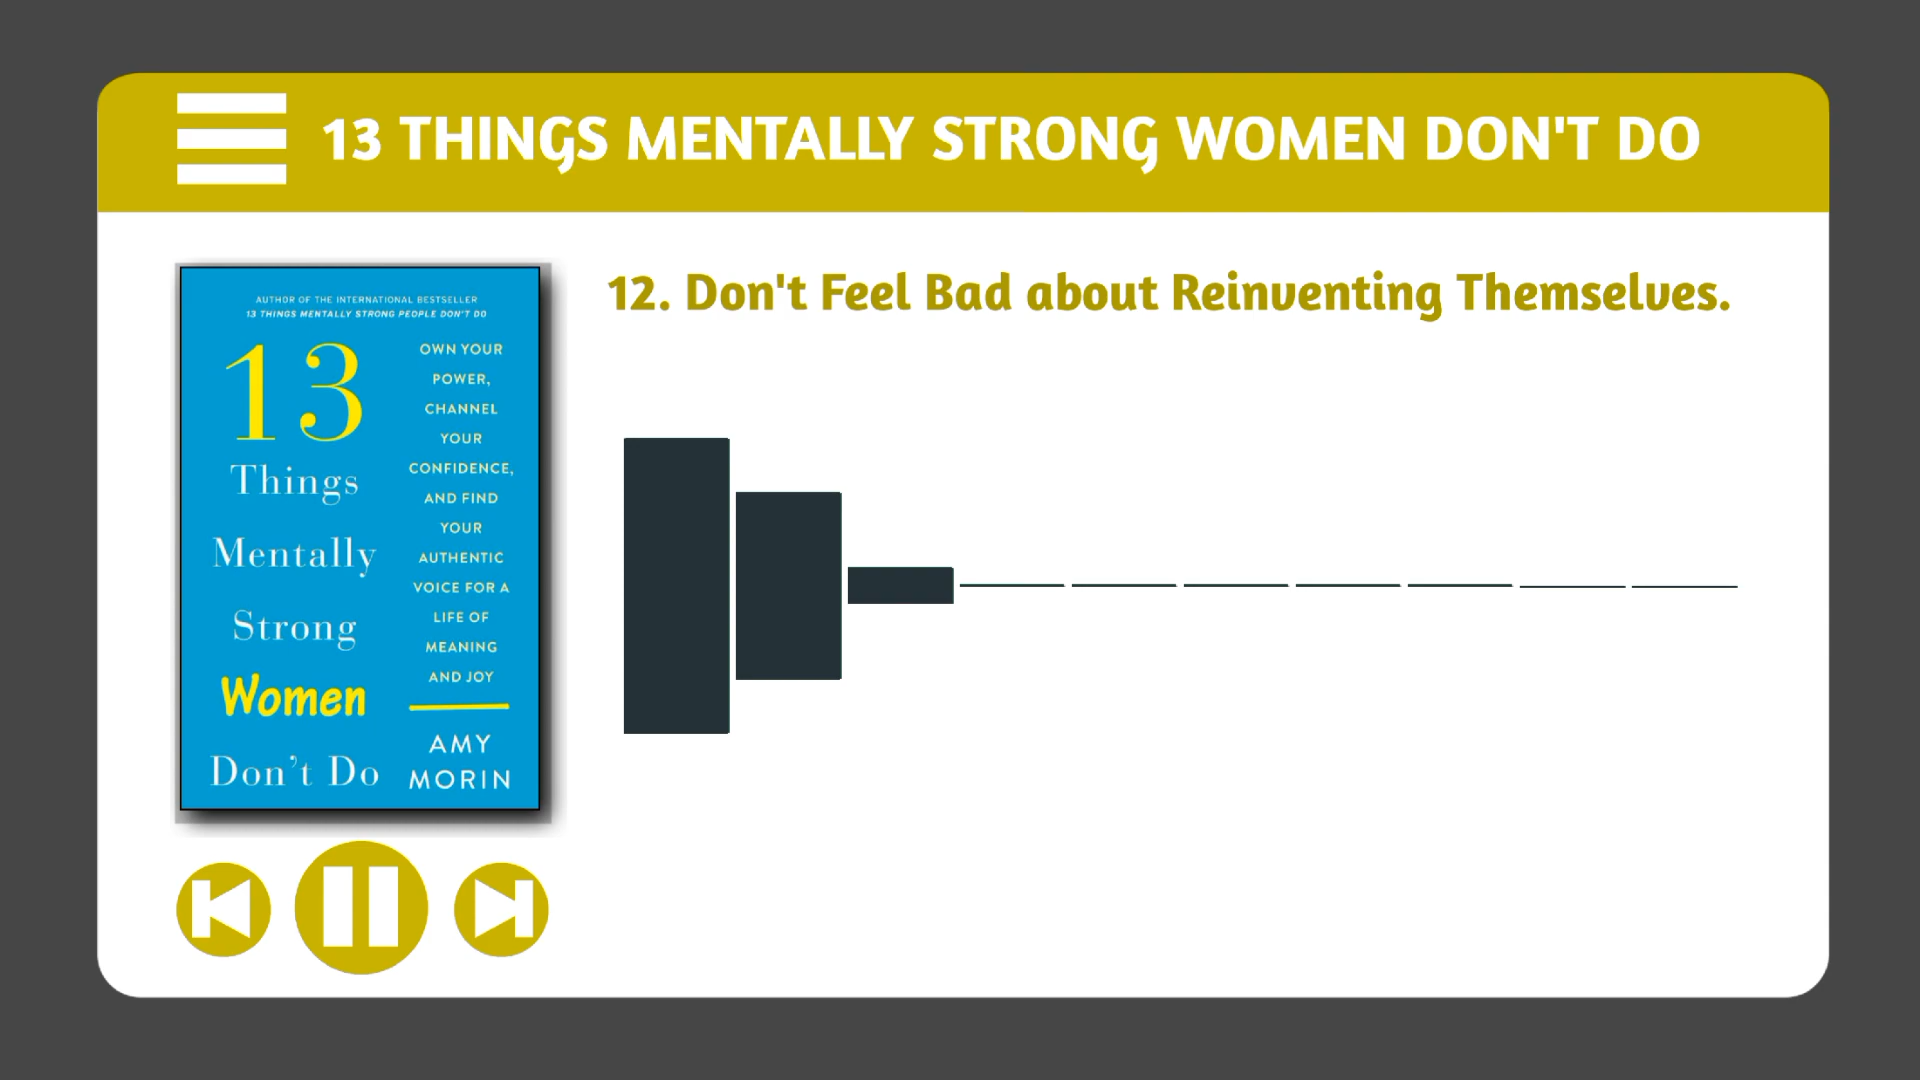 13 THINGS MENTALLY STRONG WOMEN DON'T DO
12. Don't Feel Bad about Reinventing Themselves.
AUTHOR OF THE INTERNATIONAL BESTSELLER
13 THINGS MENTALLY STRONG PEOPLE DON'T DO
13
Things
Mentally
Strong
Women
Don't Do
OWN YOUR
POWER,
CHANNEL
YOUR
CONFIDENCE,
AND FIND
YOUR
AUTHENTIC
VOICE FOR A
LIFE OF
MEANING
AND JOY
AMY
MORIN